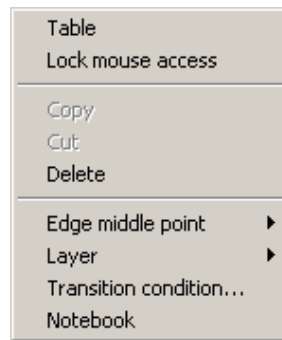 Table
Lock mouse access
Copy
Cut
Delete
Edge middle point
Layer
Transition condition...
Notebook